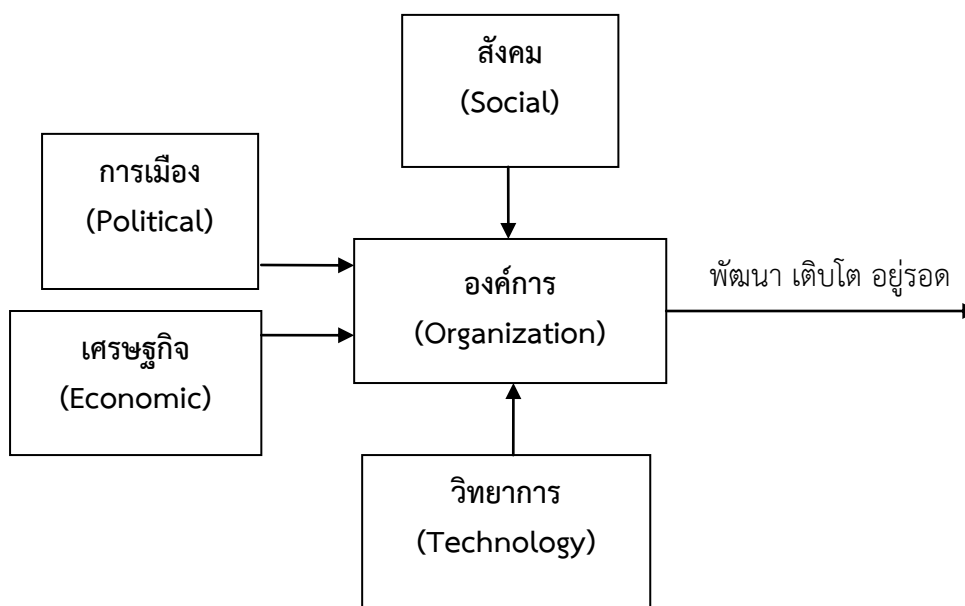 สังคม
(Social)
การเมือง
(Political)
องค์การ
(Organization)
พัฒนา เติบโต อยู่รอด
เศรษฐกิจ
(Economic)
วิทยาการ
(Technology)